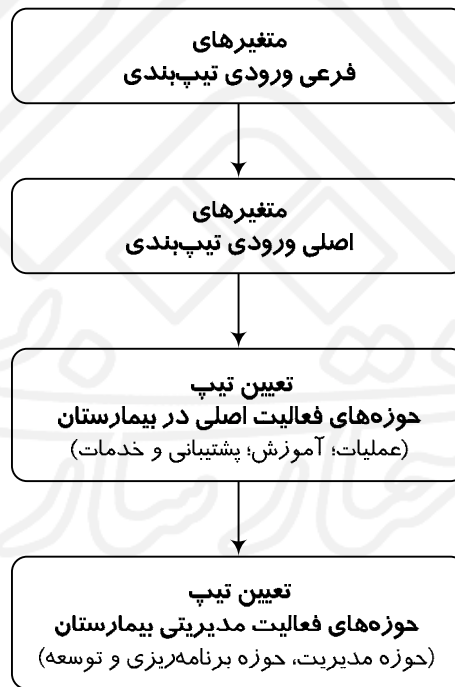 متغیرهای
فرعی ورودی تیپ‌بندی
متغیرهای
اصلی ورودی تیپ‌بندی
تعیین تیپ
حوزه‌های فعالیت اصلی در بیمارستان
(عملیات؛ آموزش؛ پشتیبانی و خدمات)
تعیین تیپ
حوزه‌های فعالیت مدیریتی بیمارستان
(حوزه مدیریت، حوزه برنامه‌ریزی و توسعه)